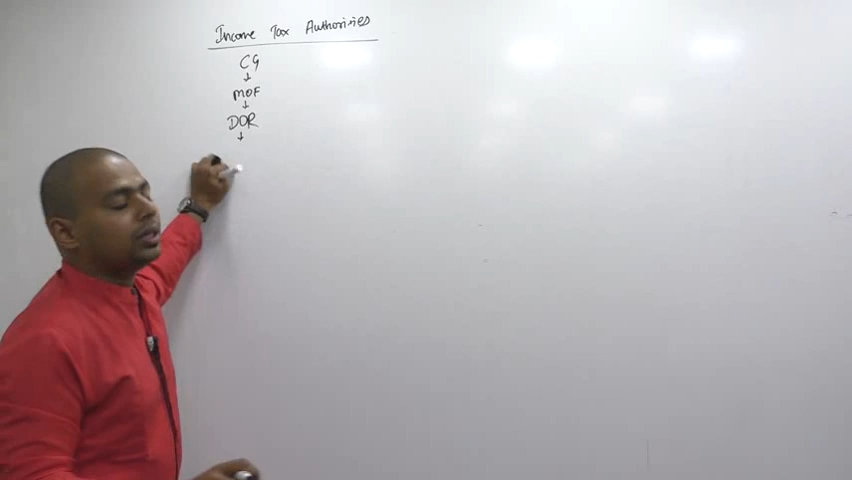 Income Tax Authorities
CG
↓
MOF
↓
DOR
↓